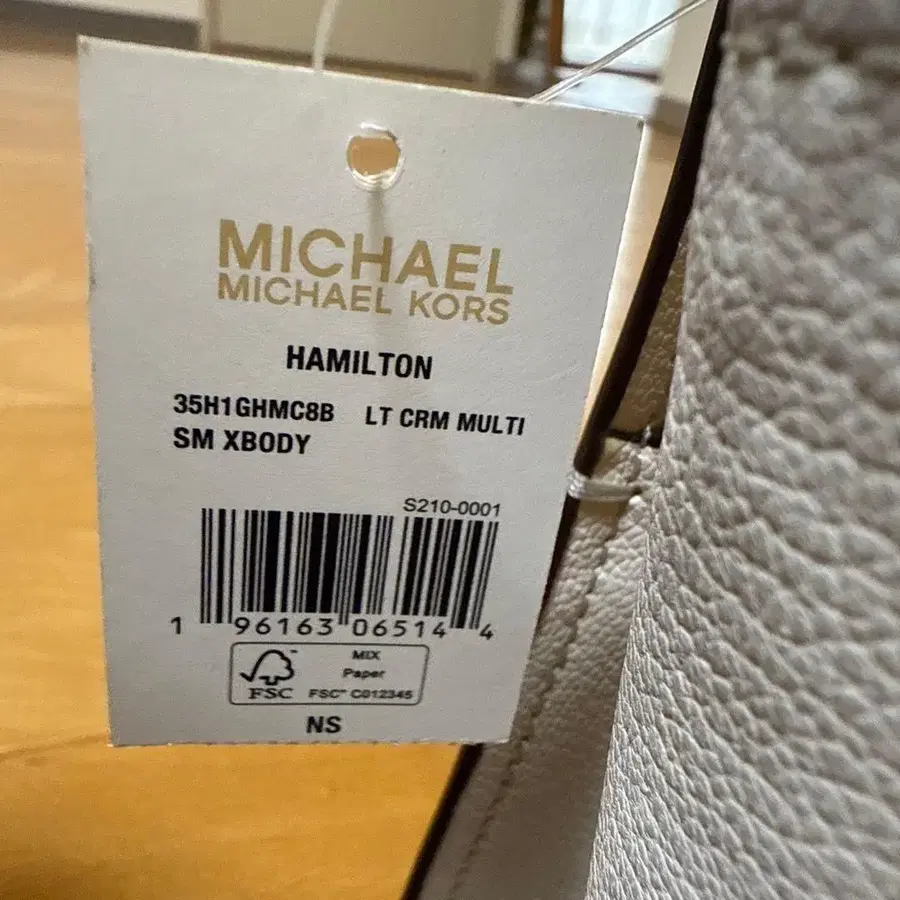 MICHAEL
MICHAEL KORS
HAMILTON
35H1GHMC8B LT CRM MULTI
SM XBODY
S210-0001
1 96163 06514 4
FSC
MIX
Paper
FSC™ C012345
NS